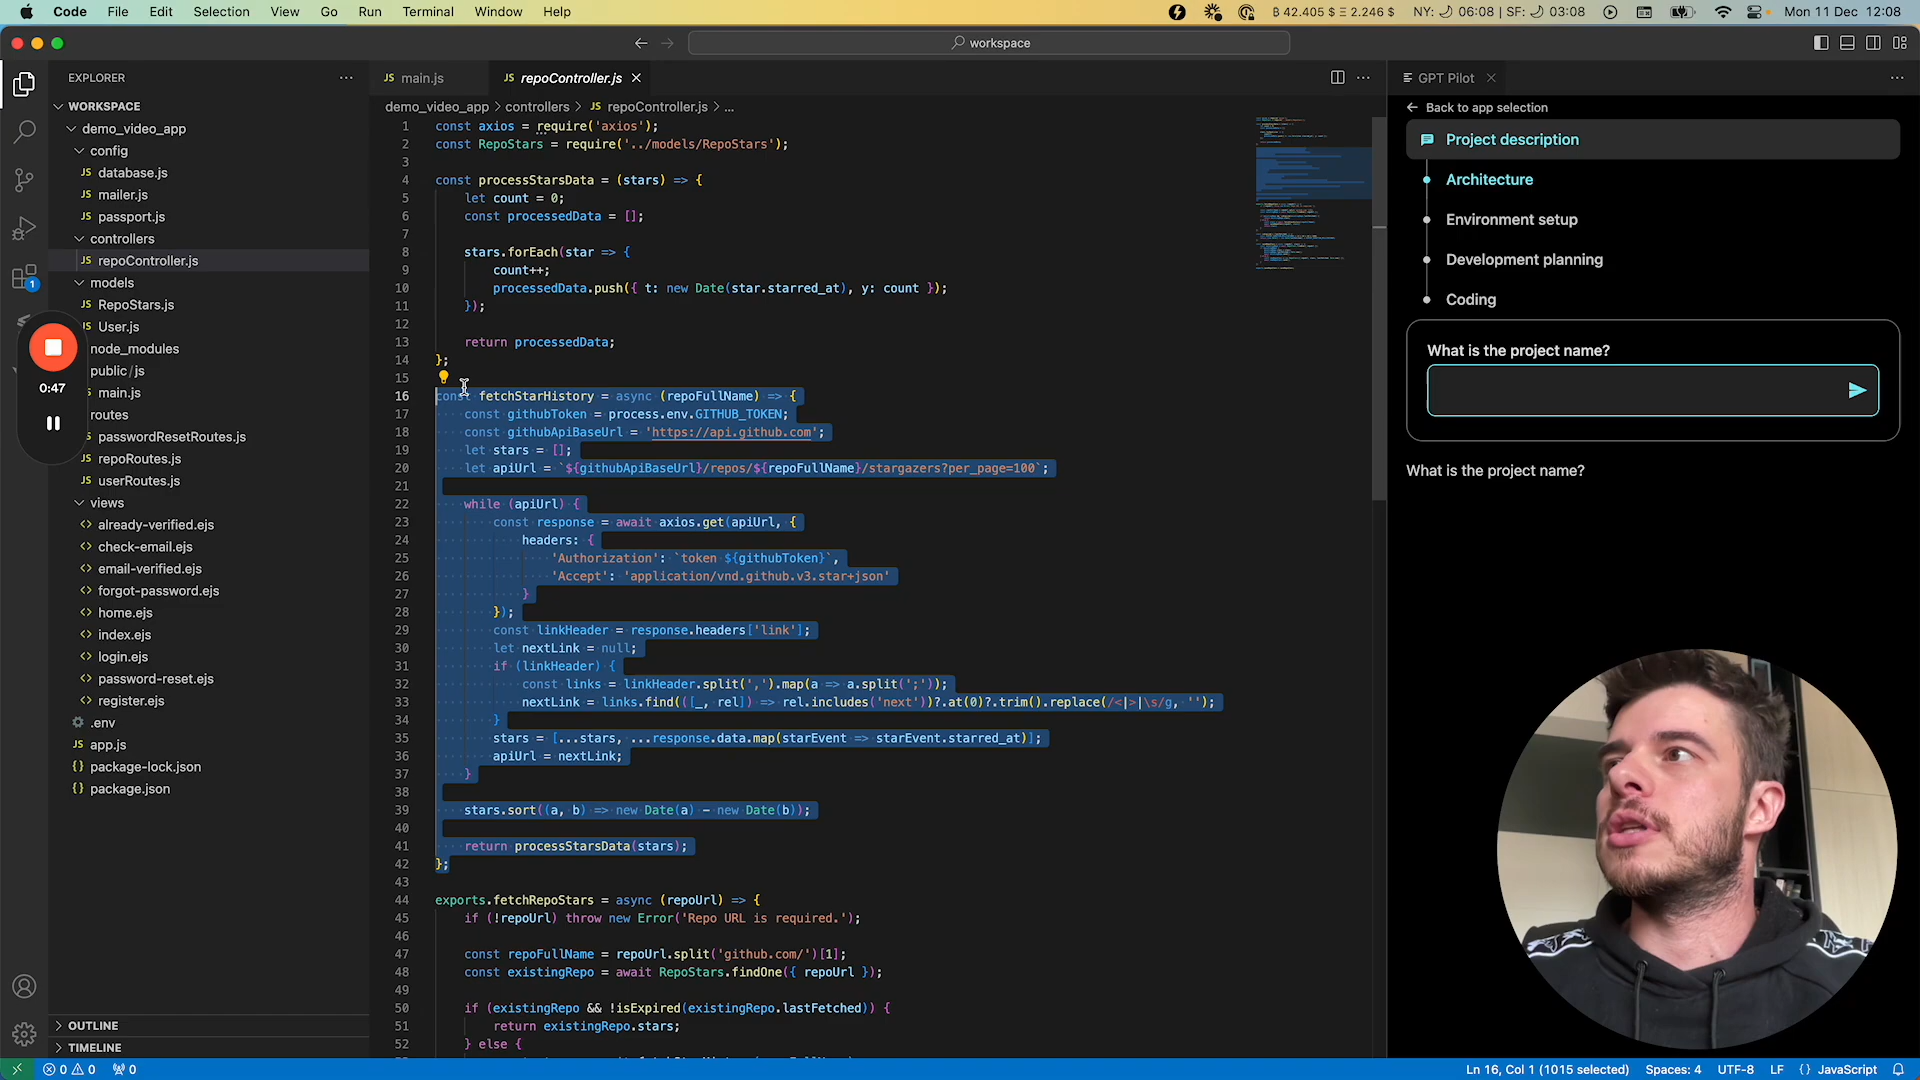 Code File Edit Selection View Go Run Terminal Window Help
฿ 42.405 $ Ξ 2.246 $ NY: 06:08 | SF: 03:08 Mon 11 Dec 12:08
workspace
EXPLORER
WORKSPACE
demo_video_app
config
JS database.js
JS mailer.js
JS passport.js
controllers
JS repoController.js
models
JS RepoStars.js
JS User.js
node_modules
public/js
main.js
routes
passwordResetRoutes.js
JS repoRoutes.js
JS userRoutes.js
views
<> already-verified.ejs
<> check-email.ejs
<> email-verified.ejs
<> forgot-password.ejs
<> home.ejs
<> index.ejs
<> login.ejs
<> password-reset.ejs
<> register.ejs
.env
JS app.js
{} package-lock.json
{} package.json
OUTLINE
TIMELINE
1
0:47
JS main.js
JS repoController.js
demo_video_app > controllers > JS repoController.js > ...
1 const axios = require('axios');
2 const RepoStars = require('../models/RepoStars');
3
4 const processStarsData = (stars) => {
5 let count = 0;
6 const processedData = [];
7
8 stars.forEach(star => {
9 count++;
10 processedData.push({ t: new Date(star.starred_at), y: count });
11 });
12
13 return processedData;
14 };
15
16 const fetchStarHistory = async (repoFullName) => {
17 const githubToken = process.env.GITHUB_TOKEN;
18 const githubApiBaseUrl = 'https://api.github.com';
19 let stars = [];
20 let apiUrl = `${githubApiBaseUrl}/repos/${repoFullName}/stargazers?per_page=100`;
21
22 while (apiUrl) {
23 const response = await axios.get(apiUrl, {
24 headers: {
25 'Authorization': `token ${githubToken}`,
26 'Accept': 'application/vnd.github.v3.star+json'
27 }
28 });
29 const linkHeader = response.headers['link'];
30 let nextLink = null;
31 if (linkHeader) {
32 const links = linkHeader.split(',').map(a => a.split(';'));
33 nextLink = links.find(([_, rel]) => rel.includes('next'))?.at(0)?.trim().replace(/<|>|\s/g, '');
34 }
35 stars = [...stars, ...response.data.map(starEvent => starEvent.starred_at)];
36 apiUrl = nextLink;
37 }
38
39 stars.sort((a, b) => new Date(a) - new Date(b));
40
41 return processStarsData(stars);
42 };
43
44 exports.fetchRepoStars = async (repoUrl) => {
45 if (!repoUrl) throw new Error('Repo URL is required.');
46
47 const repoFullName = repoUrl.split('github.com/')[1];
48 const existingRepo = await RepoStars.findOne({ repoUrl });
49
50 if (existingRepo && !isExpired(existingRepo.lastFetched)) {
51 return existingRepo.stars;
52 } else {
GPT Pilot
Back to app selection
Project description
Architecture
Environment setup
Development planning
Coding
What is the project name?
What is the project name?
0 0 0
Ln 16, Col 1 (1015 selected) Spaces: 4 UTF-8 LF {} JavaScript